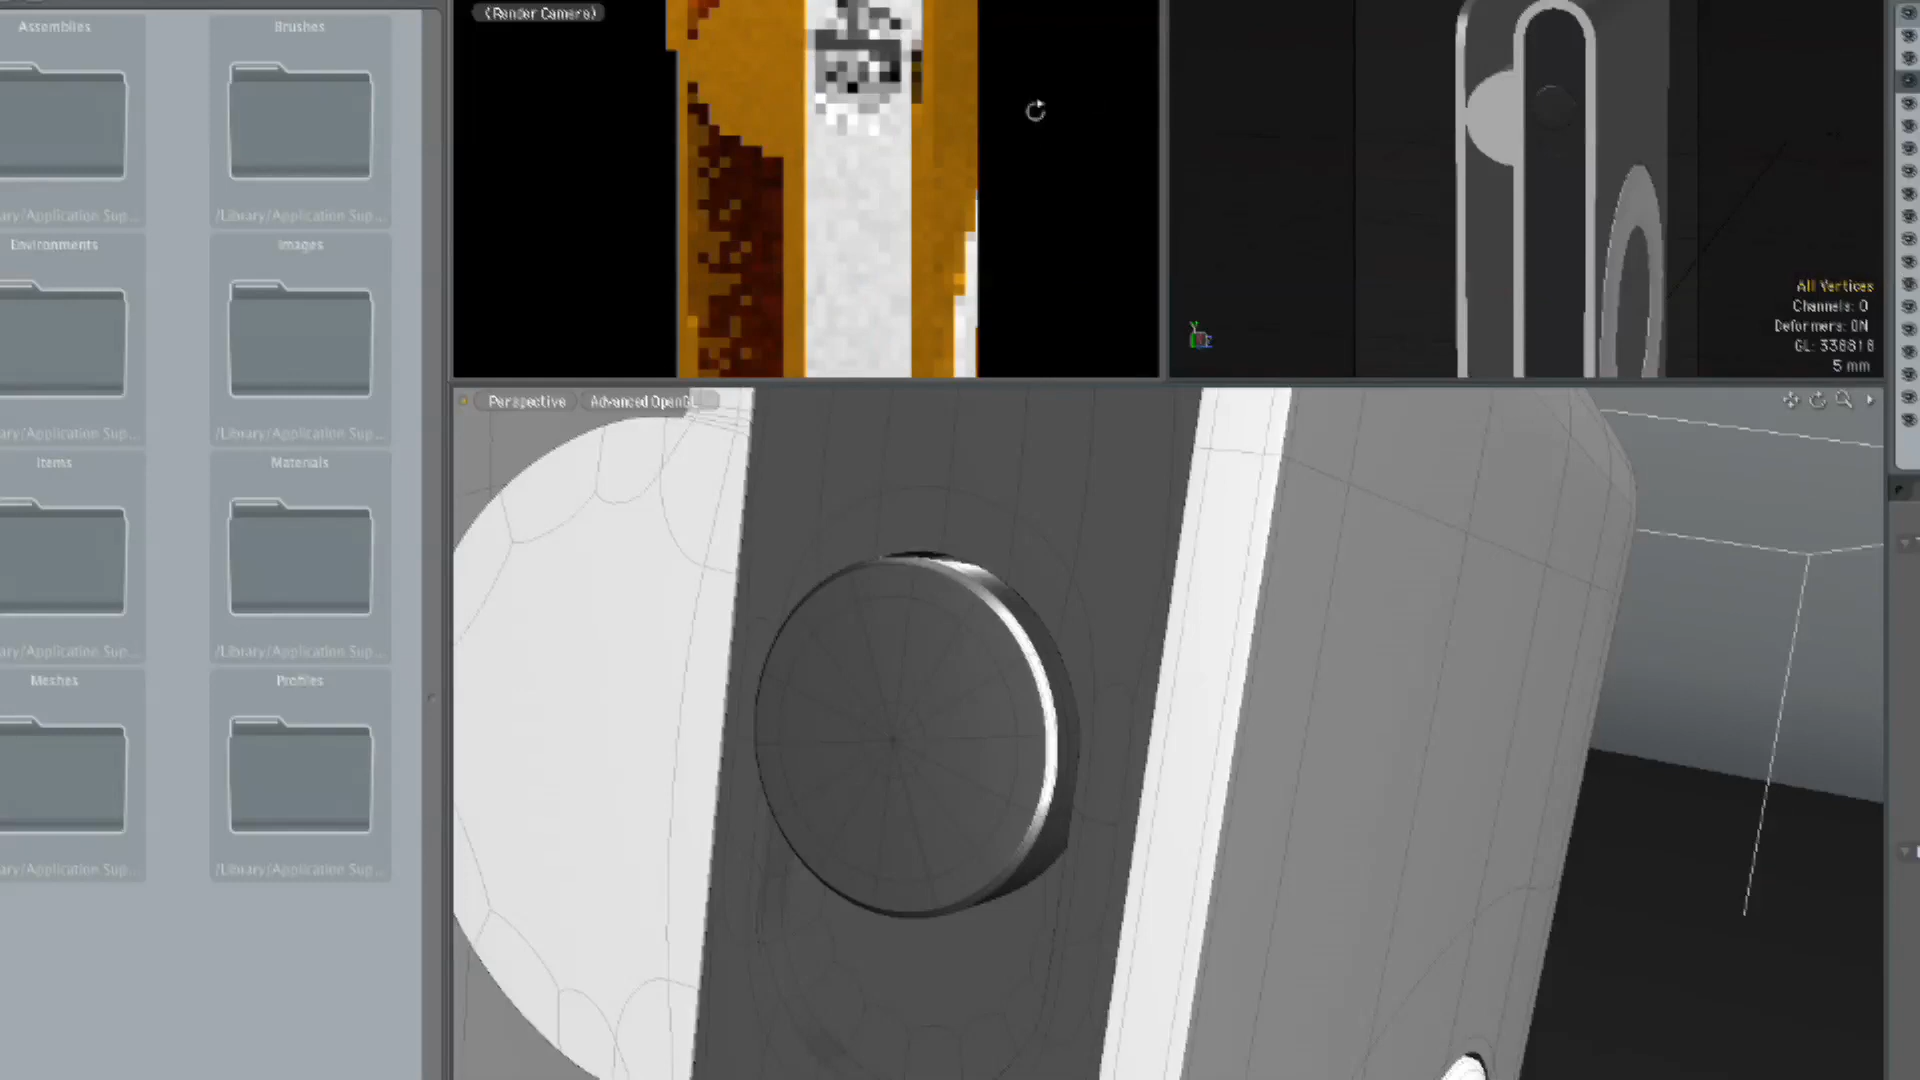 Assemblies
Brushes
ary/Application Sup...
/Library/Application Sup...
Environments
Images
ary/Application Sup...
/Library/Application Sup...
Items
Materials
ary/Application Sup...
/Library/Application Sup...
Meshes
Profiles
ary/Application Sup...
/Library/Application Sup...
(Render Camera)
All Vertices
Channels: 0
Deformers: ON
GL: 338818
5 mm
Y
Z
Perspective
Advanced OpenGL